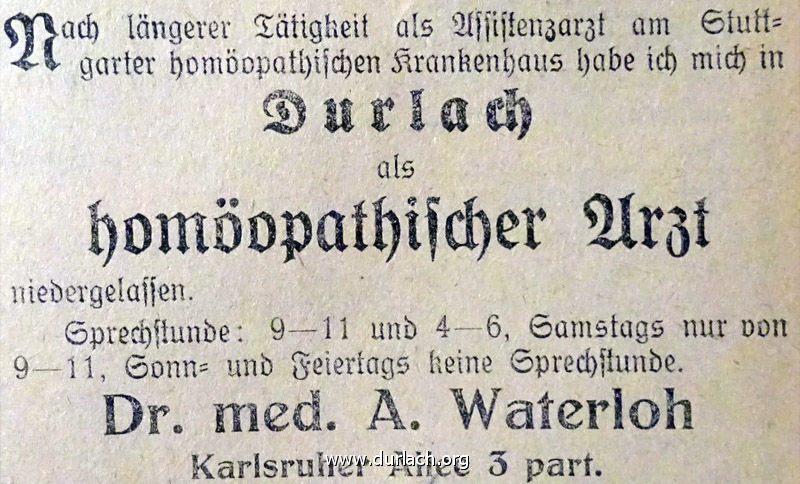 Nach längerer Tätigkeit als Assistenzarzt am Stutt-
garter homöopathischen Krankenhaus habe ich mich in
Durlach
als
homöopathischer Arzt
niedergelassen.
Sprechstunde: 9—11 und 4—6, Samstags nur von
9—11, Sonn- und Feiertags keine Sprechstunde.
Dr. med. A. Waterloh
Karlsruher Allee 3 part.
www.durlach.org